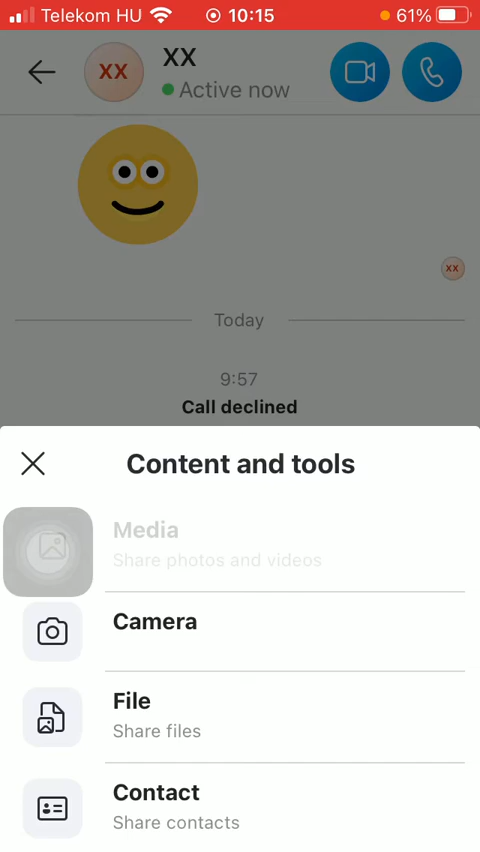 Telekom HU 10:15 61%
XX XX
Active now
XX
Today
9:57
Call declined
Content and tools
Media
Share photos and videos
Camera
File
Share files
Contact
Share contacts